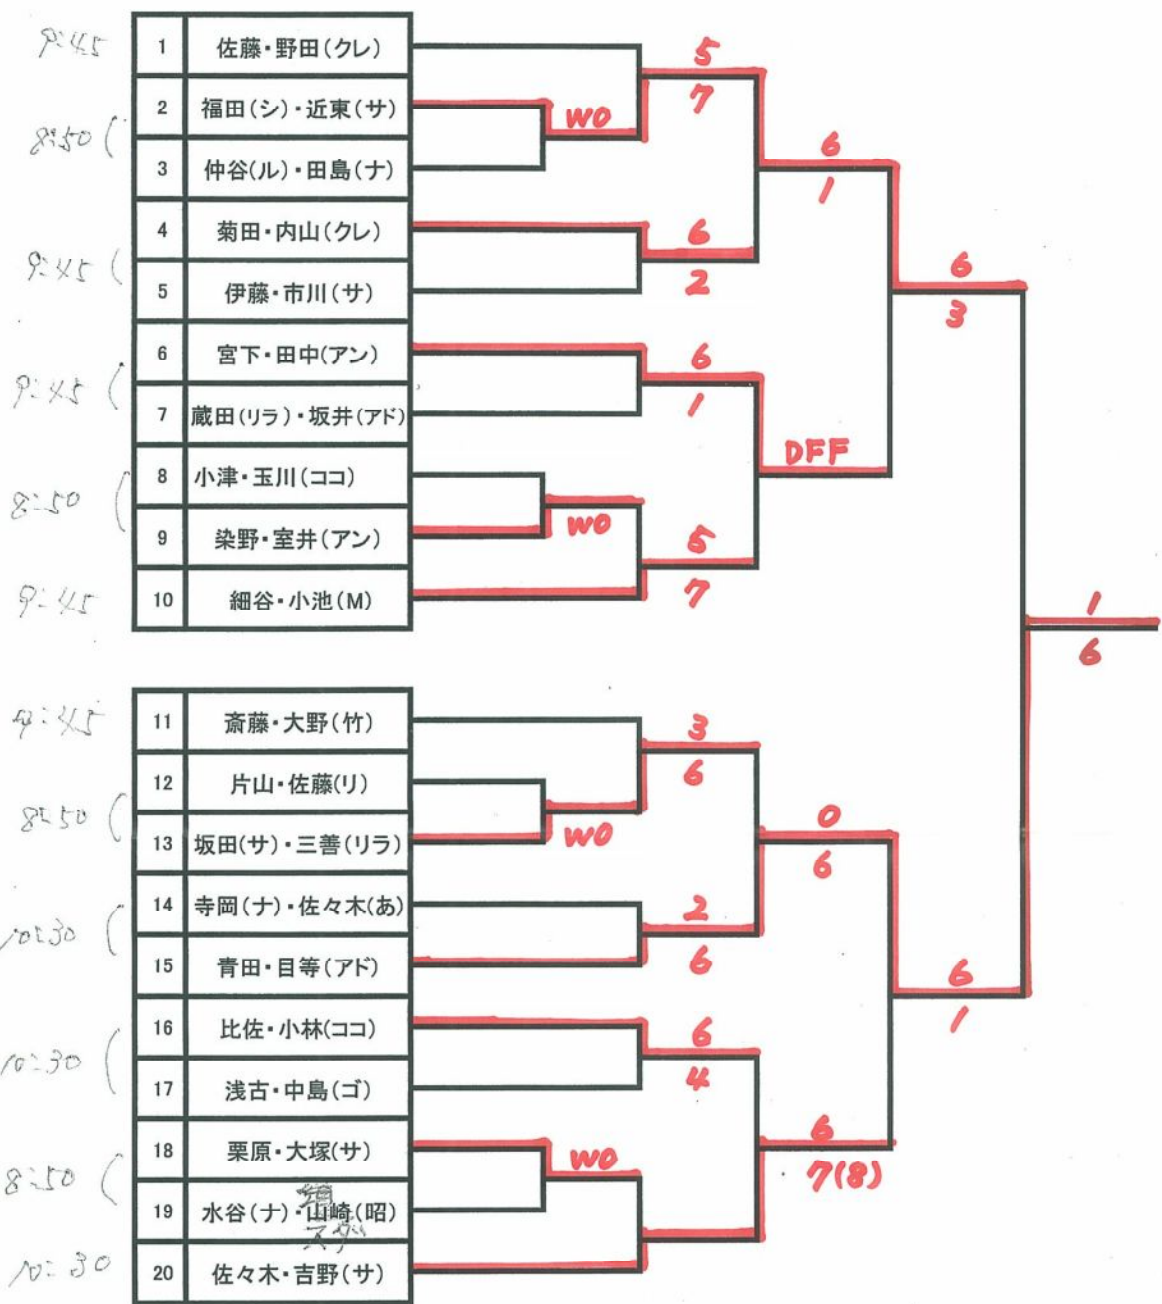 9:45 1 佐藤・野田(クレ) 5
2 福田(シ)・近東(サ) WO 7
8:50 ( 6
3 仲谷(ル)・田島(ナ) 1
4 菊田・内山(クレ) 6
9:45 ( 2 6
5 伊藤・市川(サ) 3
6 宮下・田中(アン) 6
9:45 ( 1
7 蔵田(リラ)・坂井(アド)
DFF
8 小津・玉川(ココ)
8:50 ( WO
9 染野・室井(アン) 5
9:45 10 細谷・小池(M) 7
1
6
9:45 11 斎藤・大野(竹) 3
12 片山・佐藤(リ) 6
8:50 ( 0
13 坂田(サ)・三善(リラ) WO 6
14 寺岡(ナ)・佐々木(あ) 2
10:30 ( 6
15 青田・目等(アド) 6
1
16 比佐・小林(ココ) 6
10:30 ( 4
17 浅古・中島(ゴ)
18 栗原・大塚(サ) WO 6
8:50 ( 7(8)
19 水谷(ナ)・山崎(昭)
10:30 20 佐々木・吉野(サ)